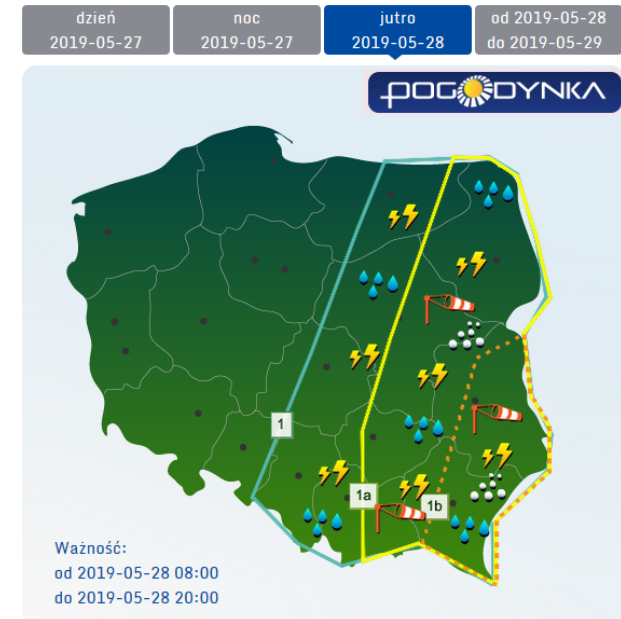 dzień
2019-05-27
noc
2019-05-27
jutro
2019-05-28
od 2019-05-28
do 2019-05-29
POGODYNKA
1
1a
1b
Ważność:
od 2019-05-28 08:00
do 2019-05-28 20:00